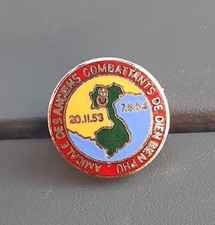 AMICALE DES ANCIENS COMBATTANTS DE DIEN BIEN PHU
20.11.53
7.5.54